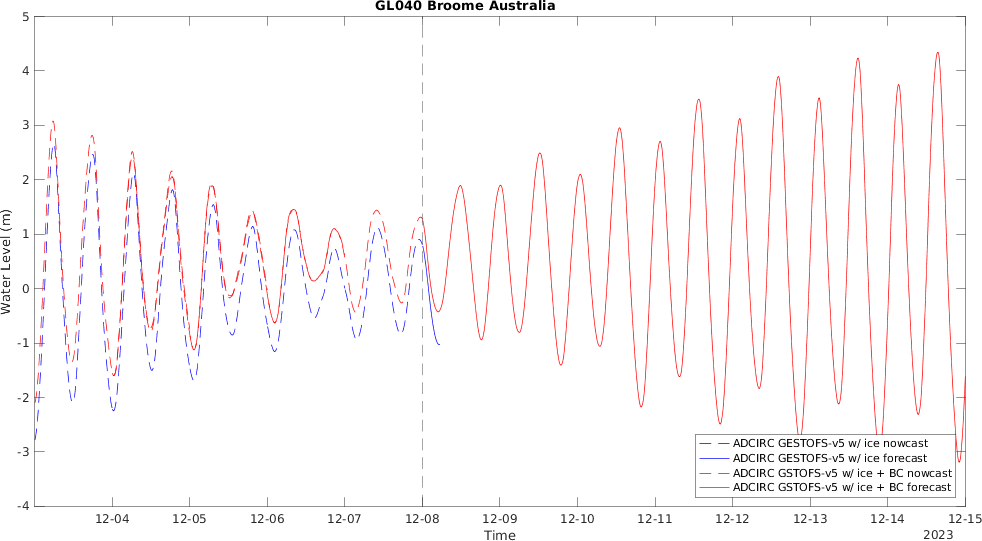 GL040 Broome Australia
5
4
3
2
1
0
-1
-2
-3
-4
Water Level (m)
ADCIRC GESTOFS-v5 w/ ice nowcast
ADCIRC GESTOFS-v5 w/ ice forecast
ADCIRC GSTOFS-v5 w/ ice + BC nowcast
ADCIRC GSTOFS-v5 w/ ice + BC forecast
12-04 12-05 12-06 12-07 12-08 12-09 12-10 12-11 12-12 12-13 12-14 12-15
Time 2023